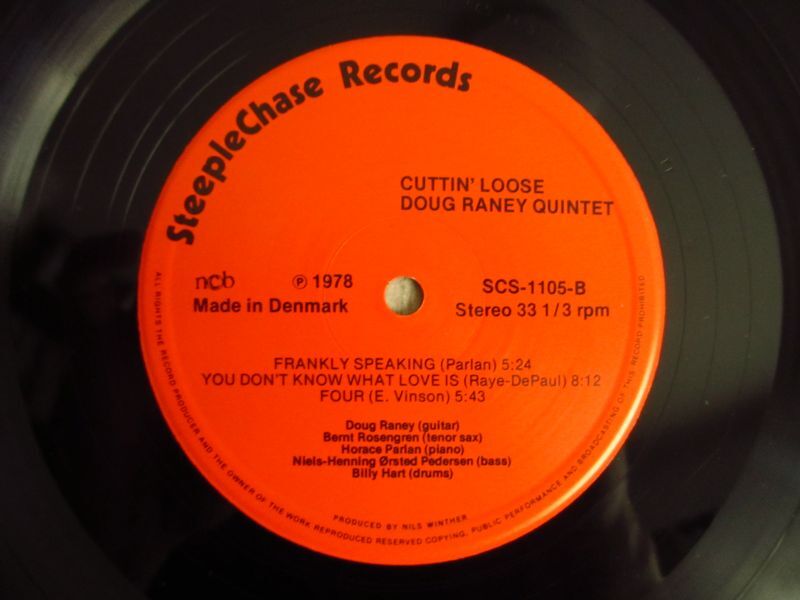 SteepleChase Records
CUTTIN' LOOSE
DOUG RANEY QUINTET
ncb ℗ 1978
Made in Denmark
SCS-1105-B
Stereo 33 1/3 rpm
FRANKLY SPEAKING (Parlan) 5:24
YOU DON'T KNOW WHAT LOVE IS (Raye-DePaul) 8:12
FOUR (E. Vinson) 5:43
Doug Raney (guitar)
Bernt Rosengren (tenor sax)
Horace Parlan (piano)
Niels-Henning Ørsted Pedersen (bass)
Billy Hart (drums)
PRODUCED BY NILS WINTHER
ALL RIGHTS THE RECORD PRODUCER AND THE OWNER OF THE WORK REPRODUCED RESERVED COPYING, PUBLIC PERFORMANCE AND BROADCASTING OF THIS RECORD PROHIBITED